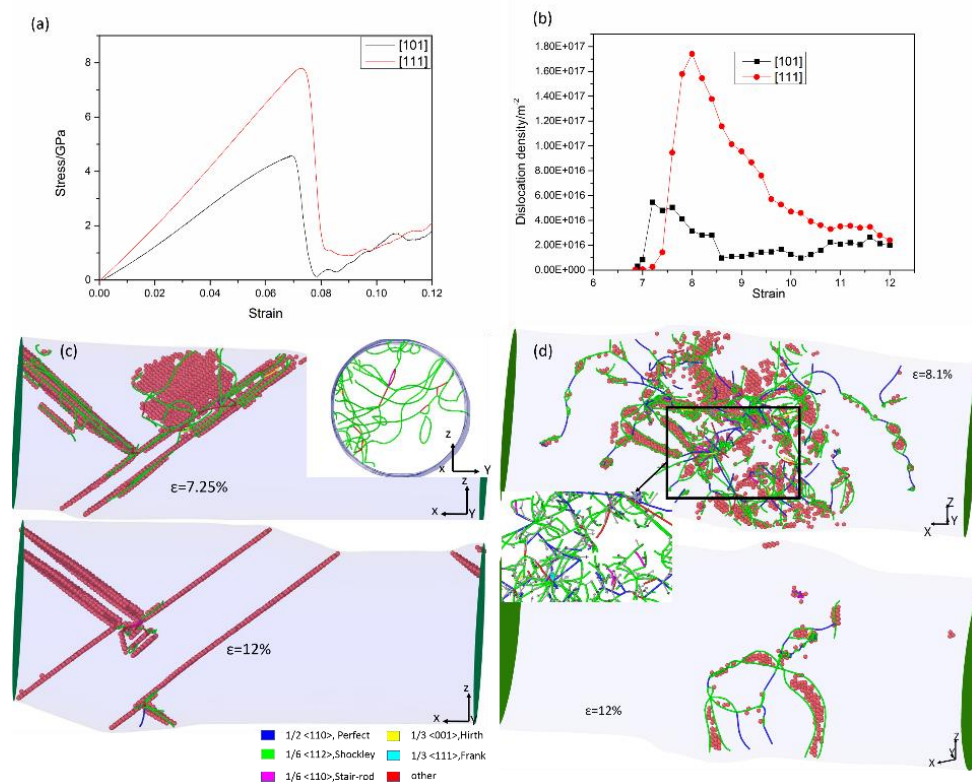 (a)
[101]
[111]
8
6
4
2
0
Stress/GPa
0.00 0.02 0.04 0.06 0.08 0.10 0.12
Strain
(b)
[101]
[111]
1.80E+017
1.60E+017
1.40E+017
1.20E+017
1.00E+017
8.00E+016
6.00E+016
4.00E+016
2.00E+016
0.00E+000
Dislocation density/m⁻²
6 7 8 9 10 11 12
Strain
(c)
ε=7.25%
z
x Y
z
x Y
ε=12%
z
x Y
(d)
ε=8.1%
Z
X Y
ε=12%
Z
X Y
1/2 <110>, Perfect
1/3 <001>,Hirth
1/6 <112>,Shockley
1/3 <111>,Frank
1/6 <110>,Stair-rod
other